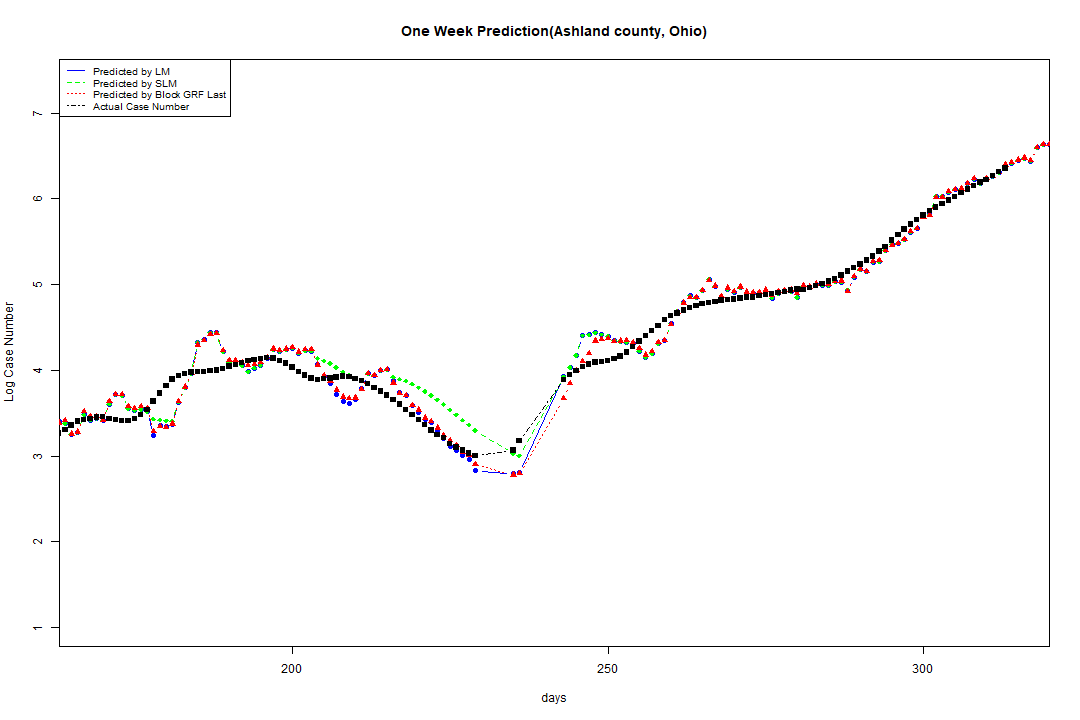 One Week Prediction(Ashland county, Ohio)
Predicted by LM
Predicted by SLM
Predicted by Block GRF Last
Actual Case Number
7
6
5
4
3
2
1
Log Case Number
200 250 300
days